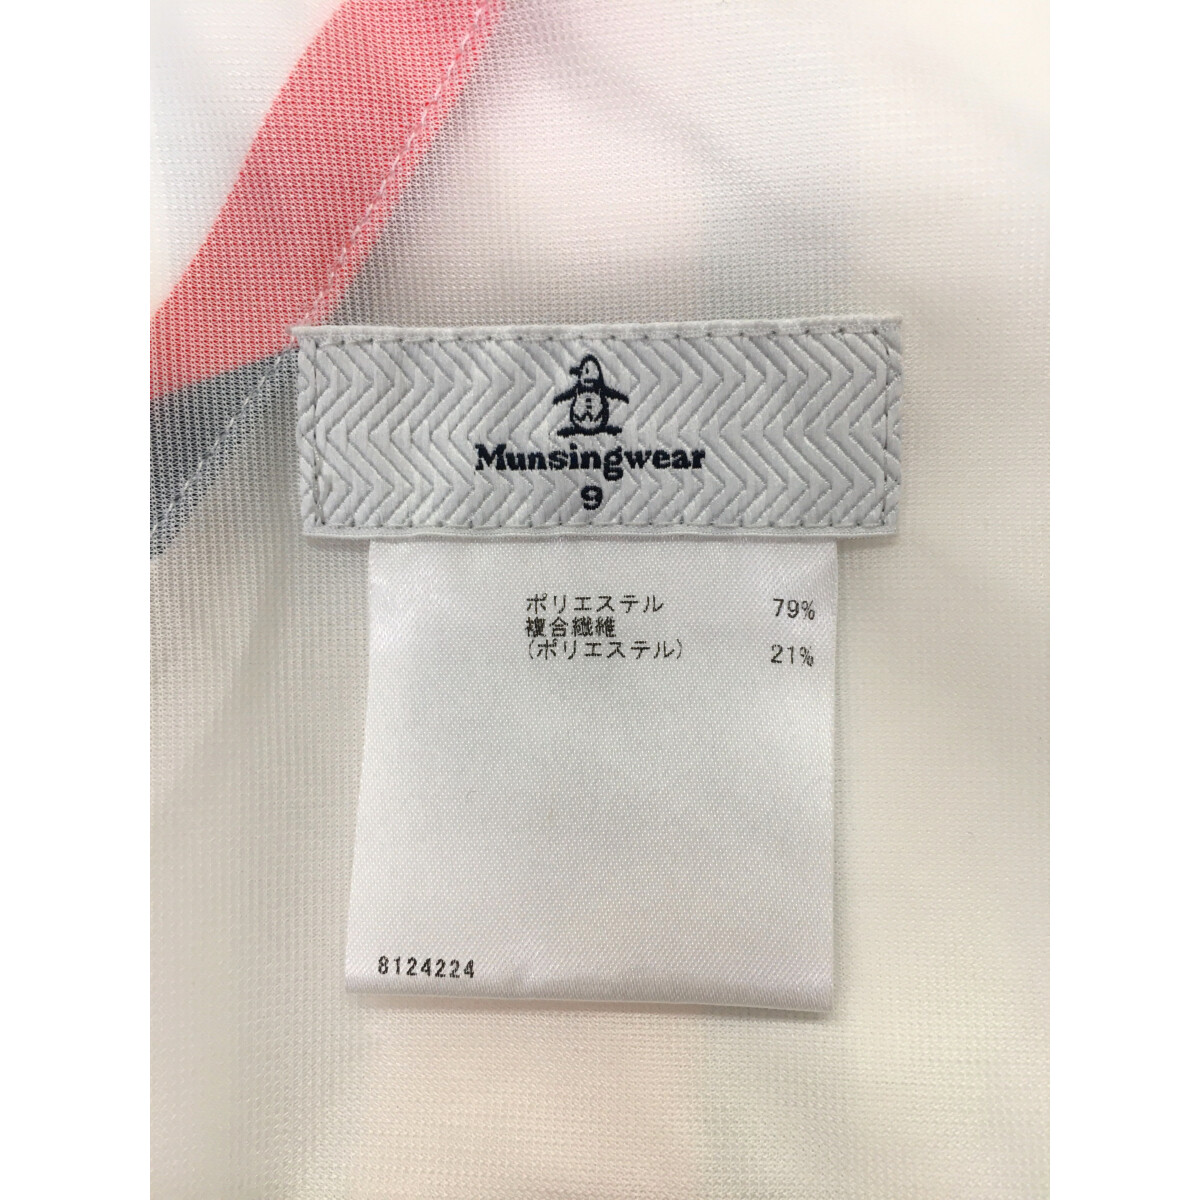 Munsingwear
9
ポリエステル 79%
複合繊維
(ポリエステル) 21%
8124224